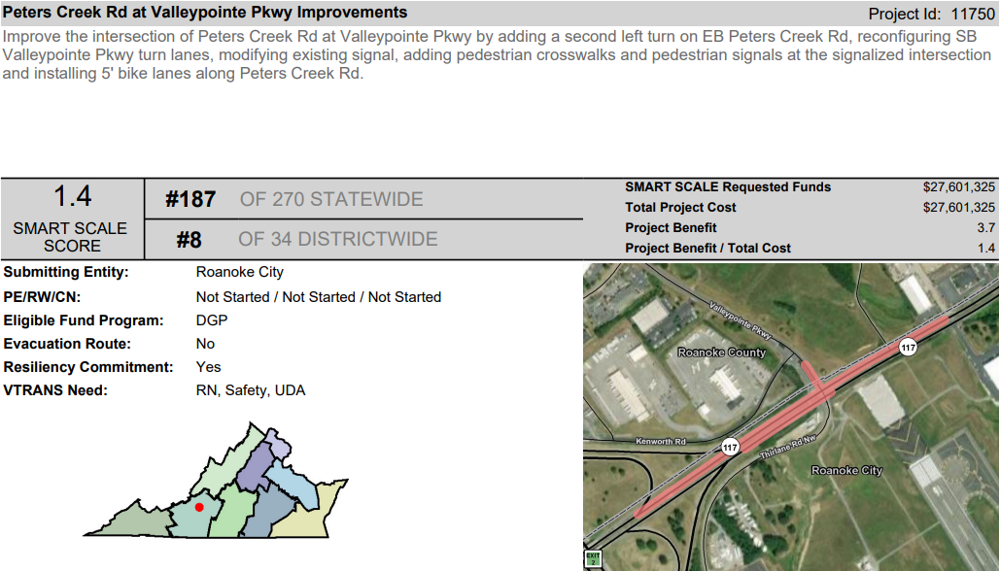 Peters Creek Rd at Valleypointe Pkwy Improvements
Project Id: 11750
Improve the intersection of Peters Creek Rd at Valleypointe Pkwy by adding a second left turn on EB Peters Creek Rd, reconfiguring SB
Valleypointe Pkwy turn lanes, modifying existing signal, adding pedestrian crosswalks and pedestrian signals at the signalized intersection
and installing 5' bike lanes along Peters Creek Rd.
1.4
SMART SCALE
SCORE
#187 OF 270 STATEWIDE
#8 OF 34 DISTRICTWIDE
SMART SCALE Requested Funds $27,601,325
Total Project Cost $27,601,325
Project Benefit 3.7
Project Benefit / Total Cost 1.4
Submitting Entity: Roanoke City
PE/RW/CN: Not Started / Not Started / Not Started
Eligible Fund Program: DGP
Evacuation Route: No
Resiliency Commitment: Yes
VTRANS Need: RN, Safety, UDA
Valleypointe Pkwy
Roanoke County
117
Kenworth Rd
117
Thirlane Rd Nw
Roanoke City
EXIT
2